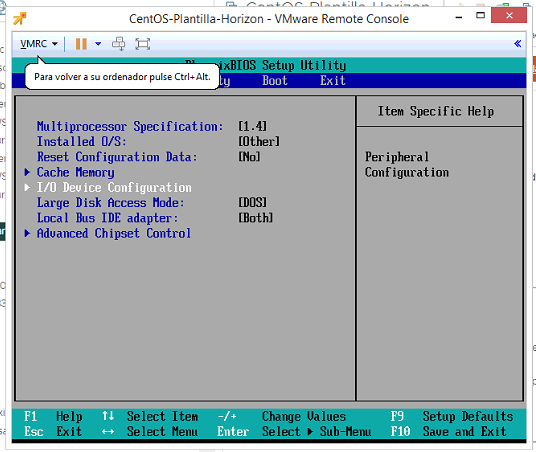 CentOS-Plantilla-Horizon - VMware Remote Console
VMRC
ixBIOS Setup Utility
Para volver a su ordenador pulse Ctrl+Alt.
ty Boot Exit
Item Specific Help
Multiprocessor Specification: [1.4]
Installed O/S: [Other]
Reset Configuration Data: [No]
Cache Memory
I/O Device Configuration
Large Disk Access Mode: [DOS]
Local Bus IDE adapter: [Both]
Advanced Chipset Control
Peripheral
Configuration
F1 Help ↑↓ Select Item -/+ Change Values F9 Setup Defaults
Esc Exit ↔ Select Menu Enter Select ▶ Sub-Menu F10 Save and Exit